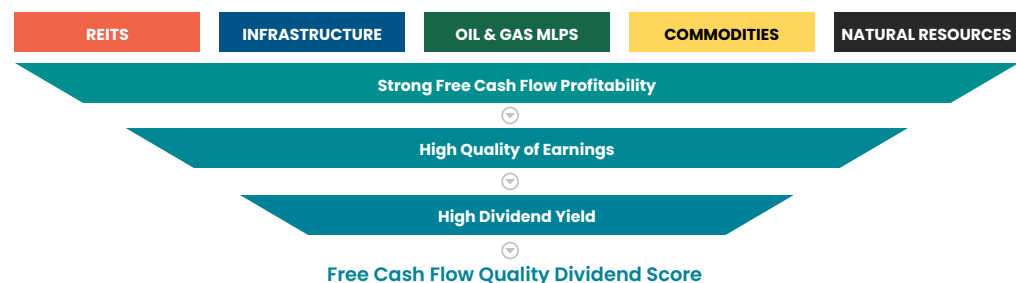 REITS
INFRASTRUCTURE
OIL & GAS MLPS
COMMODITIES
NATURAL RESOURCES
Strong Free Cash Flow Profitability
High Quality of Earnings
High Dividend Yield
Free Cash Flow Quality Dividend Score